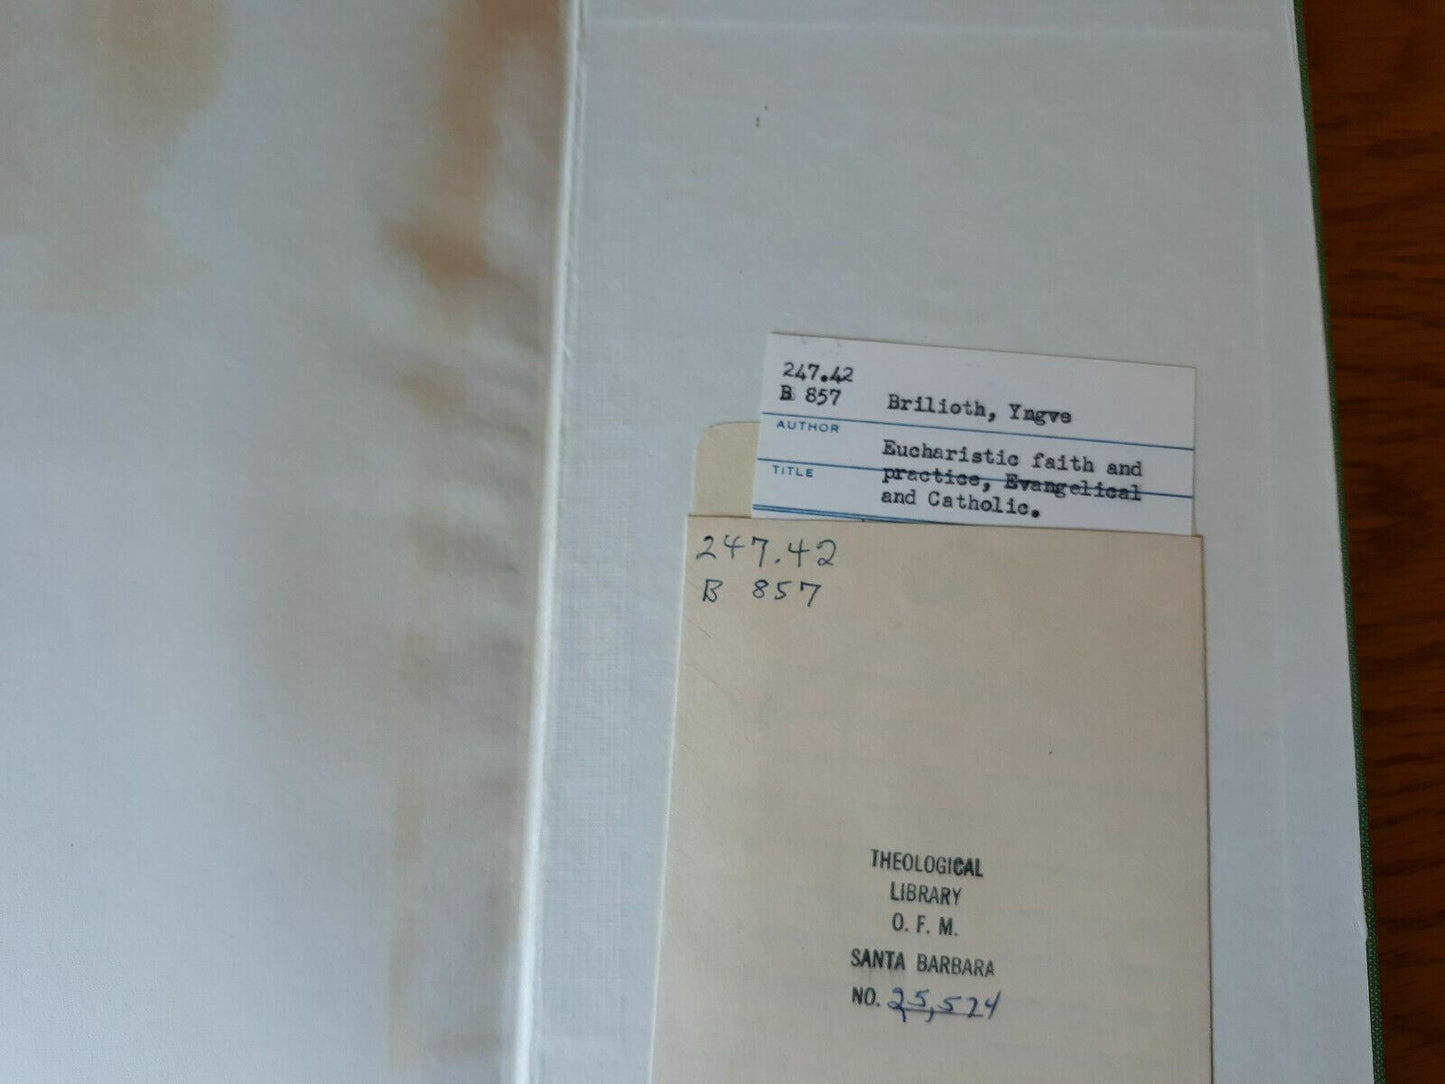 247.42
B 857 Brilioth, Yngve
AUTHOR
Eucharistic faith and
TITLE practice, Evangelical
and Catholic.
247.42
B 857
THEOLOGICAL
LIBRARY
O. F. M.
SANTA BARBARA
NO. 25,524